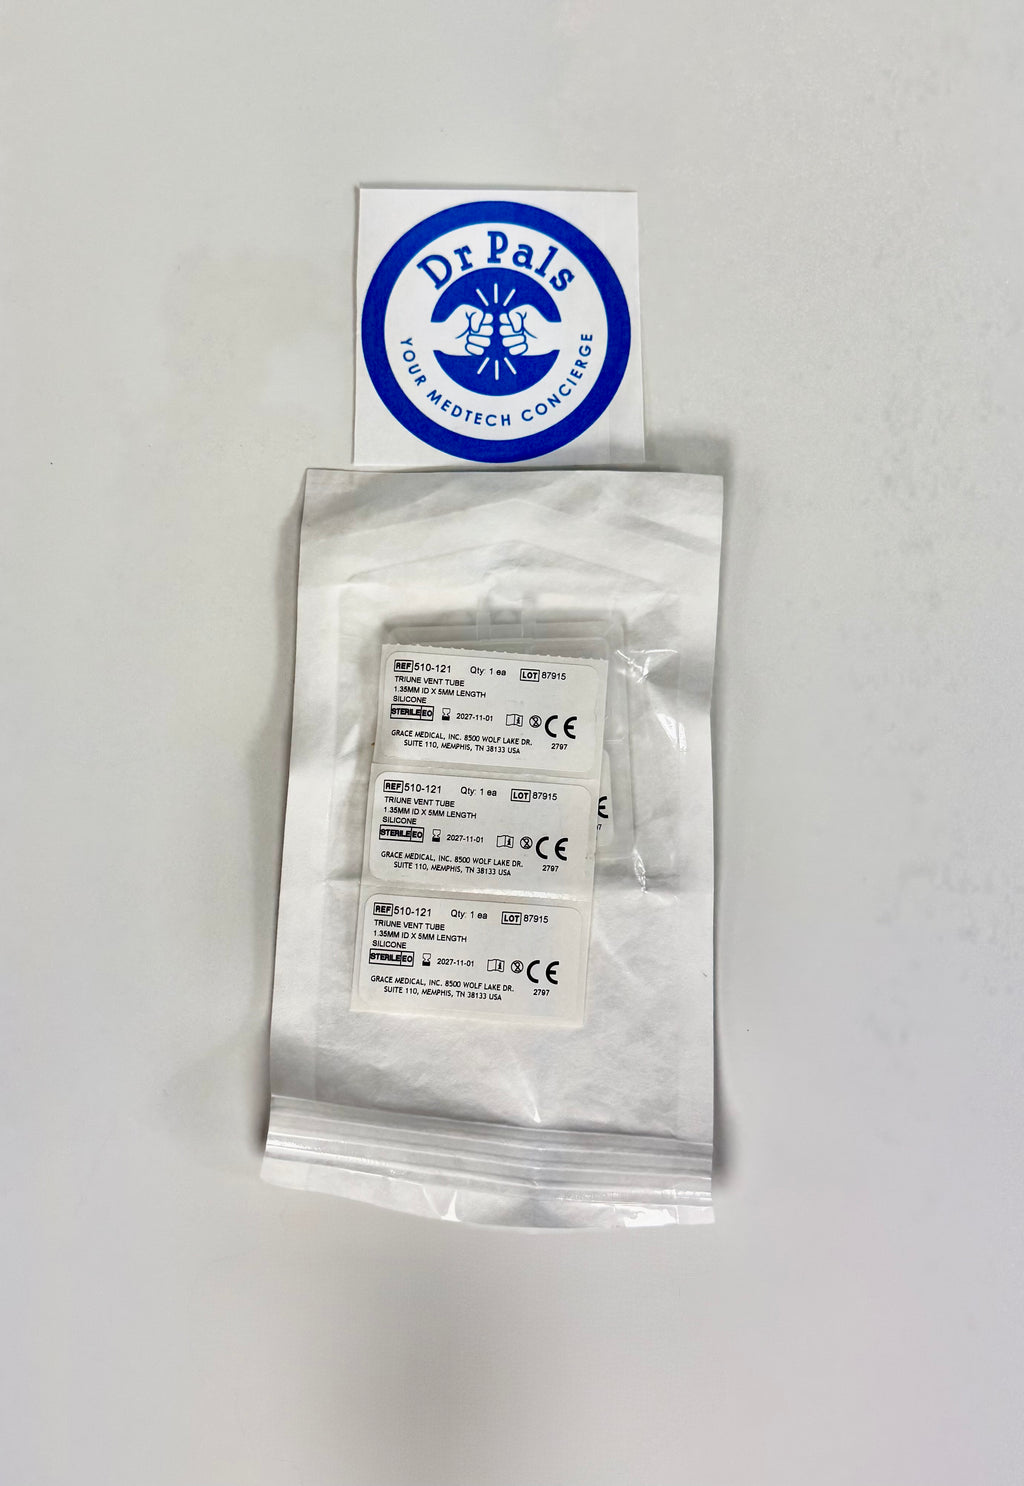 Dr Pals
YOUR MEDTECH CONCIERGE
REF 510-121 Qty: 1 ea LOT 87915
TRIUNE VENT TUBE
1.35MM ID X 5MM LENGTH
SILICONE
STERILE EO 2027-11-01 CE
GRACE MEDICAL, INC. 8500 WOLF LAKE DR. 2797
SUITE 110, MEMPHIS, TN 38133 USA
REF 510-121 Qty: 1 ea LOT 87915
TRIUNE VENT TUBE
1.35MM ID X 5MM LENGTH
SILICONE
STERILE EO 2027-11-01 CE
GRACE MEDICAL, INC. 8500 WOLF LAKE DR. 2797
SUITE 110, MEMPHIS, TN 38133 USA
REF 510-121 Qty: 1 ea LOT 87915
TRIUNE VENT TUBE
1.35MM ID X 5MM LENGTH
SILICONE
STERILE EO 2027-11-01 CE
GRACE MEDICAL, INC. 8500 WOLF LAKE DR. 2797
SUITE 110, MEMPHIS, TN 38133 USA